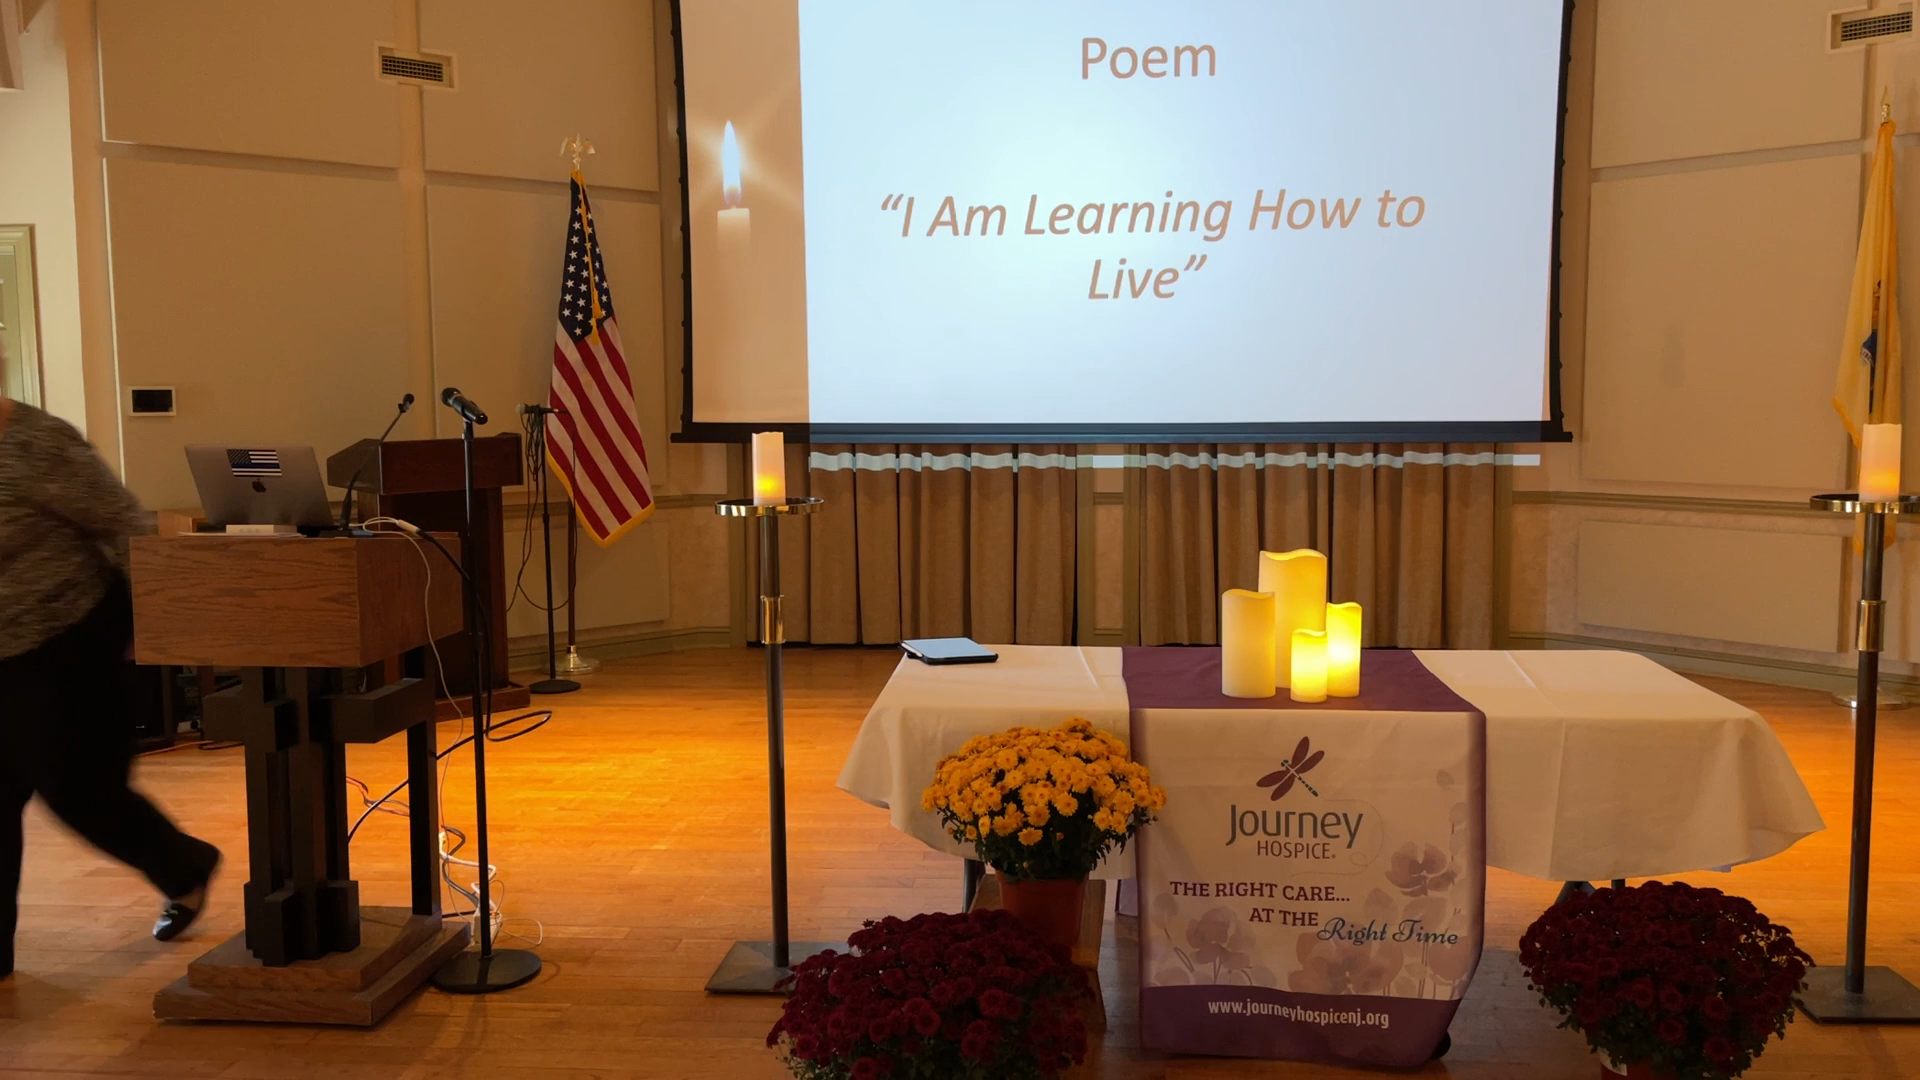 Poem
“I Am Learning How to
Live”
Journey
HOSPICE®
THE RIGHT CARE...
AT THE Right Time
www.journeyhospicenj.org